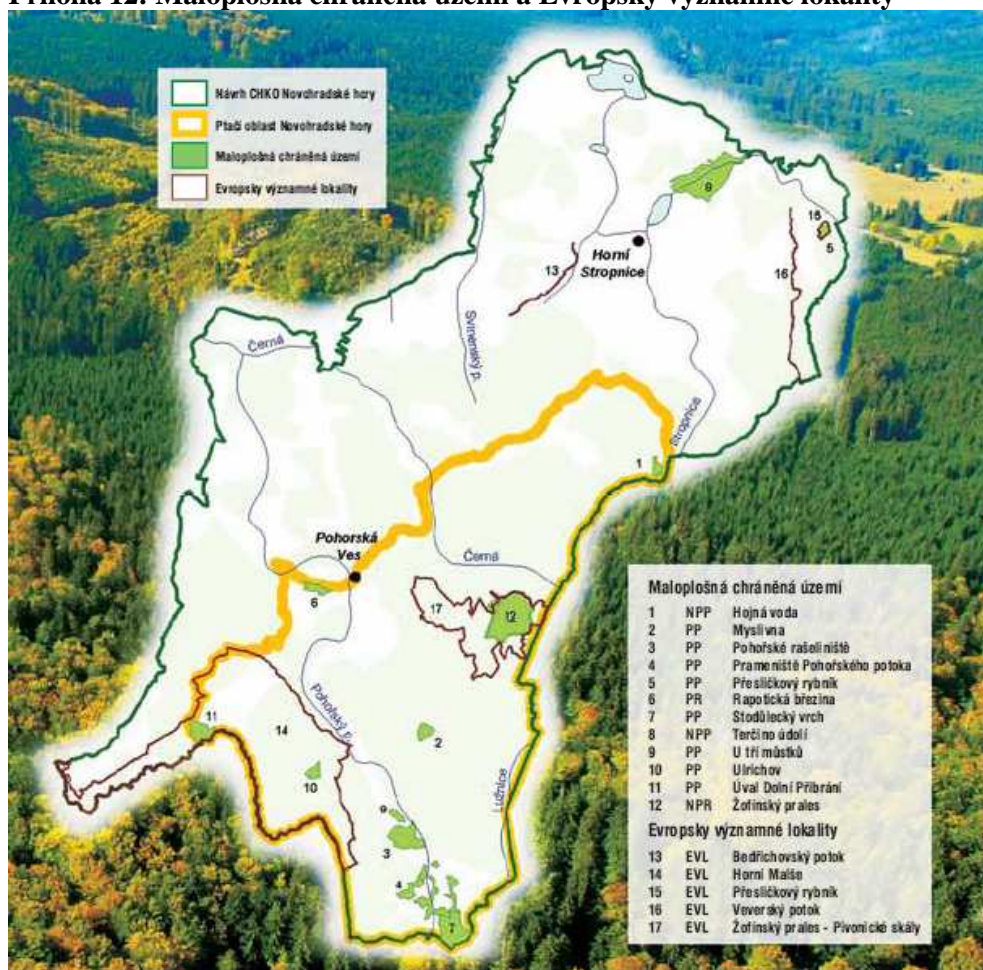 Příloha 12: Maloplošná chráněná území a Evropsky významné lokality
Návrh CHKO Novohradské hory
Ptačí oblast Novohradské hory
Maloplošná chráněná území
Evropsky významné lokality
15
5
Horní
Stropnice
13
16
Svinenský p.
Černá
Stropnice
1
Pohorská
Ves
Černá
6
17
12
Pohořský p.
11
14
2
10
Lužnice
9
3
4
7
Maloplošná chráněná území
1 NPP Hojná voda
2 PP Myslivna
3 PP Pohořské rašeliniště
4 PP Prameniště Pohořského potoka
5 PP Přesličkový rybník
6 PR Rapotická březina
7 PP Stodůlecký vrch
8 NPP Terčino údolí
9 PP U tří můstků
10 PP Ulrichov
11 PP Úval Dolní Příbrání
12 NPR Žofínský prales
Evropsky významné lokality
13 EVL Bedřichovský potok
14 EVL Horní Malše
15 EVL Přesličkový rybník
16 EVL Veverský potok
17 EVL Žofínský prales - Pivonické skály